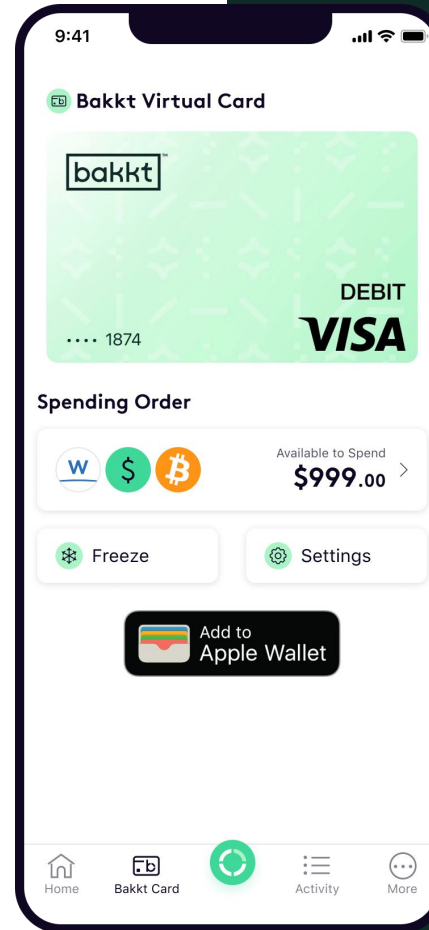 9:41
Bakkt Virtual Card
bakkt™
DEBIT
VISA
•••• 1874
Spending Order
W $ ₿
Available to Spend
$999.00
Freeze
Settings
Add to
Apple Wallet
Home
Bakkt Card
Activity
More